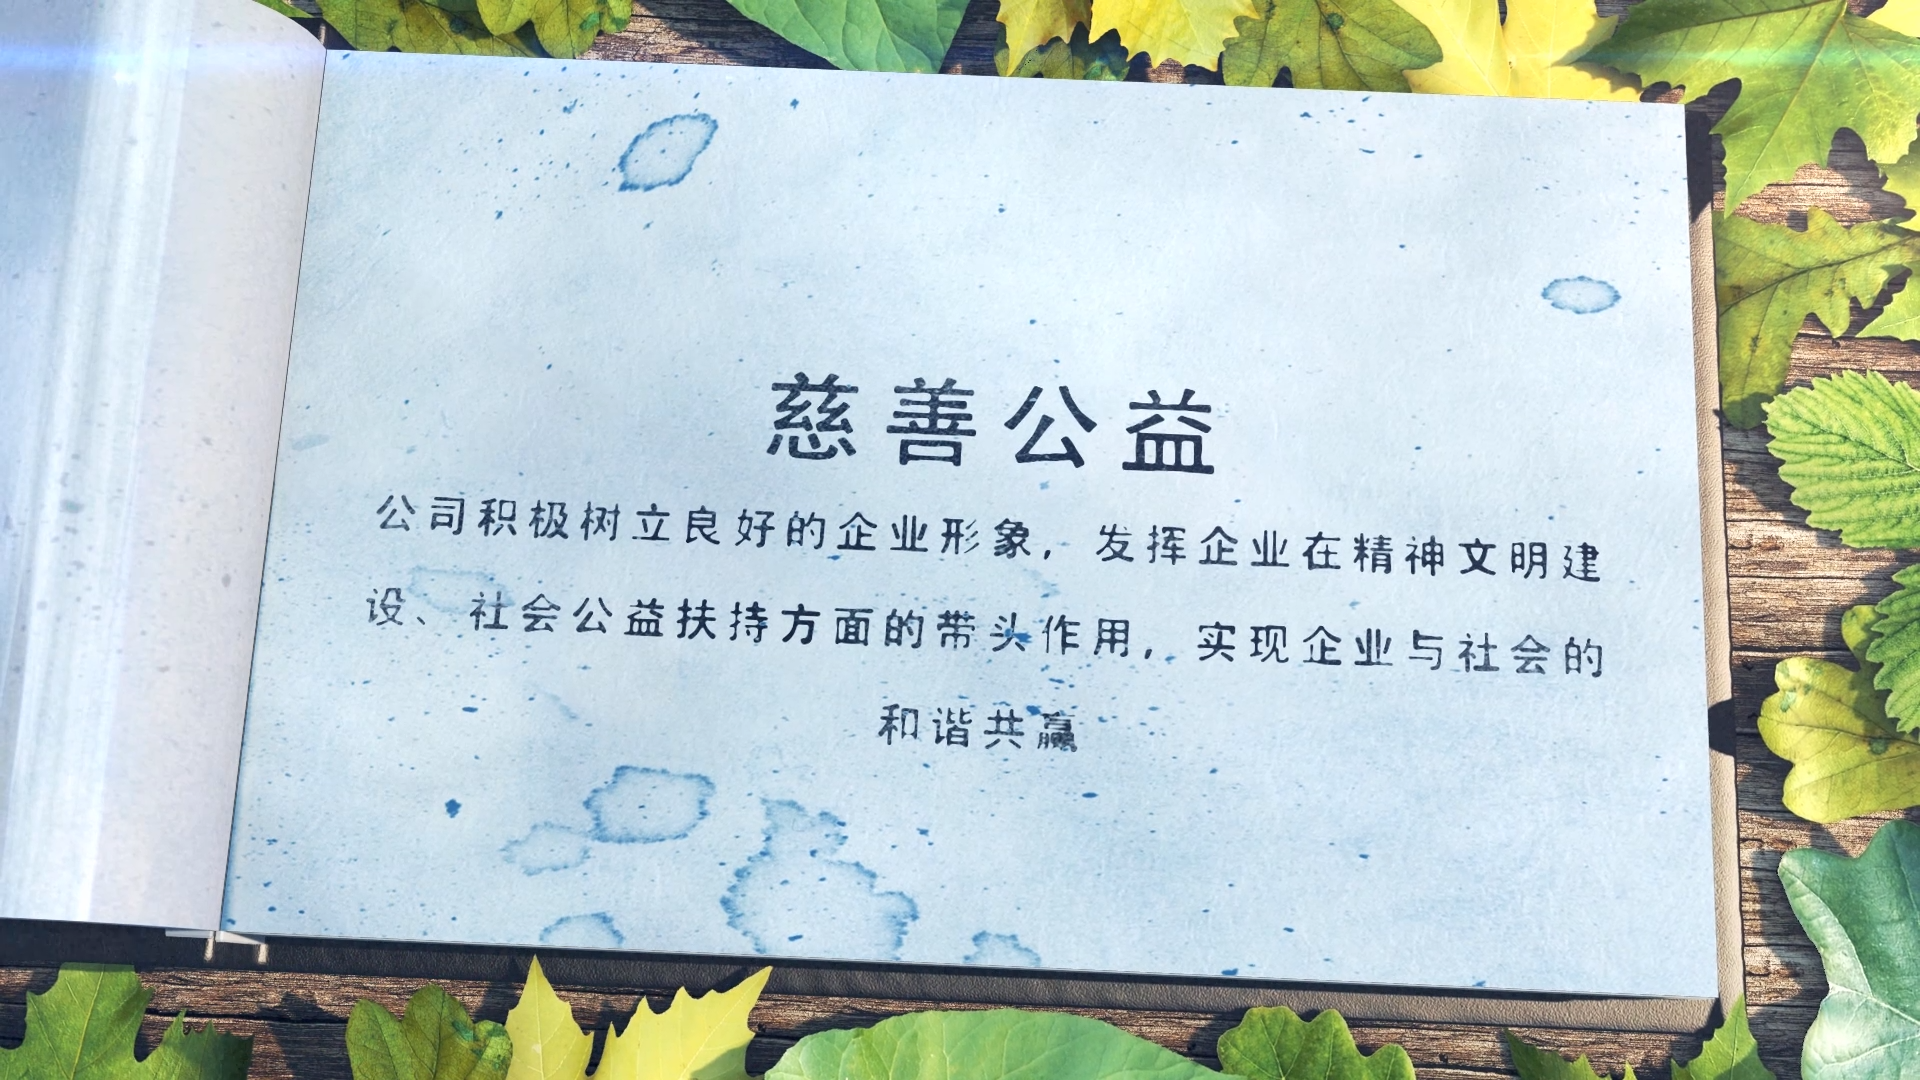 慈善公益
公司积极树立良好的企业形象，发挥企业在精神文明建
设、社会公益扶持方面的带头作用，实现企业与社会的
和谐共赢